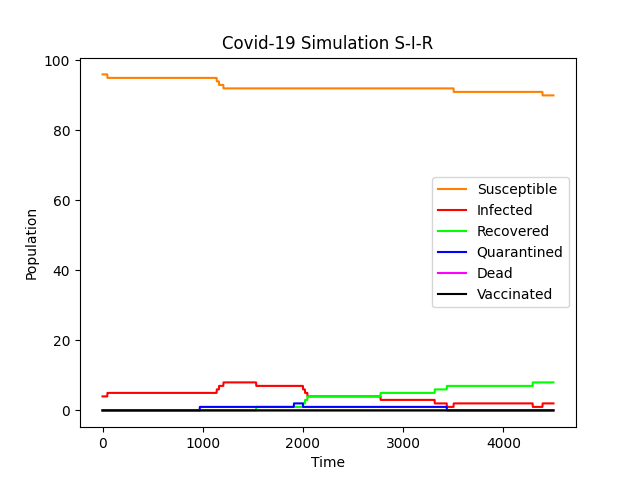 Covid-19 Simulation S-I-R
100
80
60
40
20
0
Population
Susceptible
Infected
Recovered
Quarantined
Dead
Vaccinated
0 1000 2000 3000 4000
Time